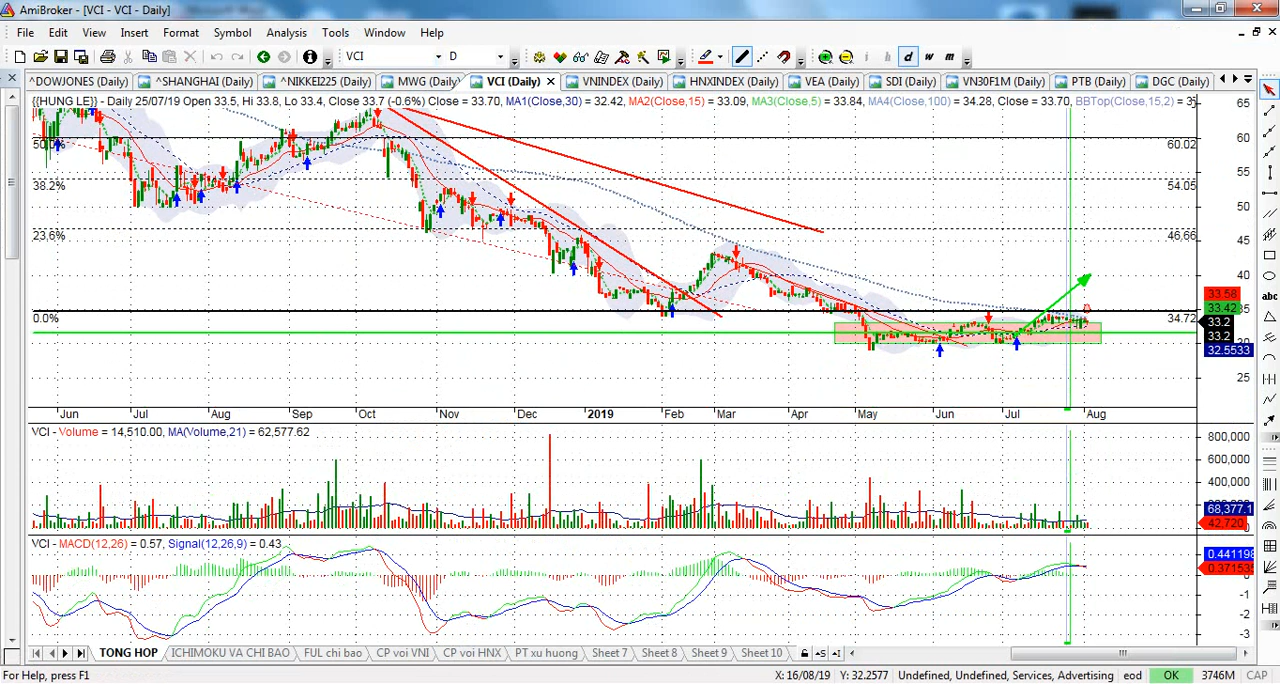 AmiBroker - [VCI - VCI - Daily]
File Edit View Insert Format Symbol Analysis Tools Window Help
VCI D i h d w m
^DOWJONES (Daily) ^SHANGHAI (Daily) ^NIKKEI225 (Daily) MWG (Daily) VCI (Daily) VNINDEX (Daily) HNXINDEX (Daily) VEA (Daily) SDI (Daily) VN30F1M (Daily) PTB (Daily) DGC (Daily)
{{HUNG LE}} - Daily 25/07/19 Open 33.5, Hi 33.8, Lo 33.4, Close 33.7 (-0.6%) Close = 33.70, MA1(Close,30) = 32.42, MA2(Close,15) = 33.09, MA3(Close,5) = 33.84, MA4(Close,100) = 34.28, Close = 33.70, BBTop(Close,15,2) = 3
65
60
50.0% 60.02
55
38.2% 54.05
50
23.6% 46.66
45
40
33.58
33.42
0.0% 34.72
33.2
33.2
32.5533
25
Jun Jul Aug Sep Oct Nov Dec 2019 Feb Mar Apr May Jun Jul Aug
VCI - Volume = 14,510.00, MA(Volume,21) = 62,577.62
800,000
600,000
400,000
68,377.1
42,720
VCI - MACD(12,26) = 0.57, Signal(12,26,9) = 0.43
0.441198
0.371535
-1
-2
-3
TONG HOP ICHIMOKU VA CHI BAO FUL chi bao CP voi VNI CP voi HNX PT xu huong Sheet 7 Sheet 8 Sheet 9 Sheet 10
For Help, press F1 X: 16/08/19 Y: 32.2577 Undefined, Undefined, Services, Advertising eod OK 3746M CAP
abc